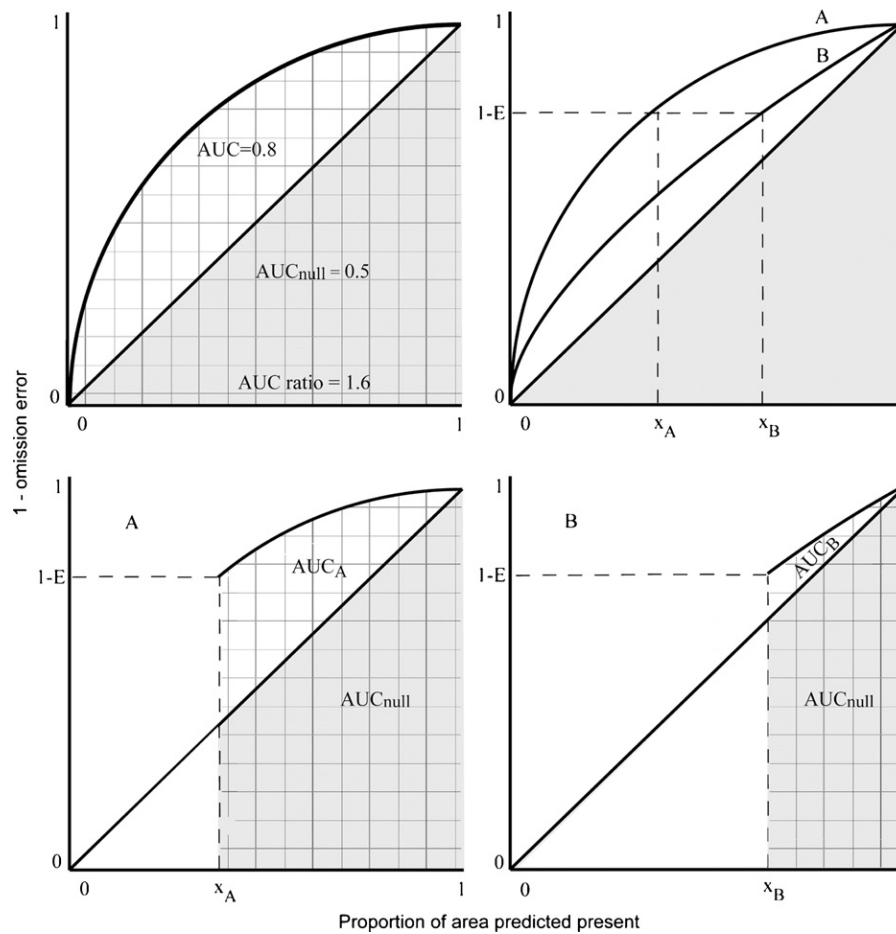 1
AUC=0.8
AUCnull = 0.5
AUC ratio = 1.6
0
0
1
1
A
B
1-E
0
0
xA
xB
1 - omission error
1
A
1-E
AUCA
AUCnull
0
0
xA
1
1
B
1-E
AUCB
AUCnull
0
0
xB
Proportion of area predicted present